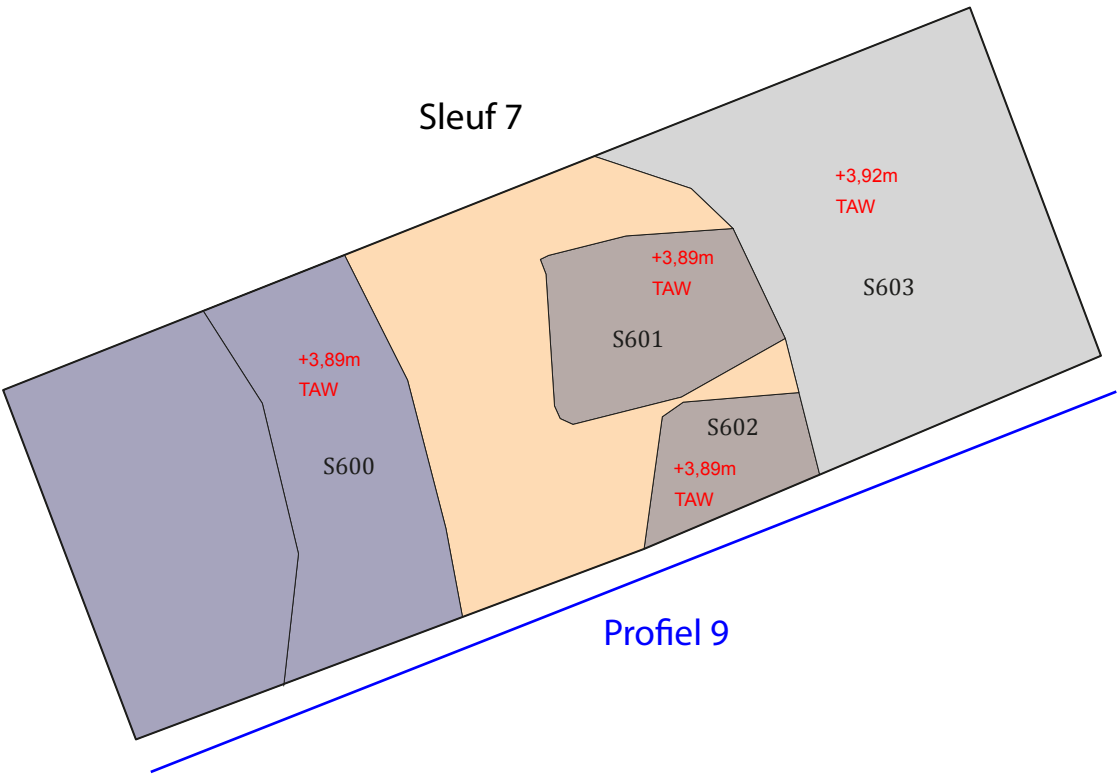 Sleuf 7
+3,92m
TAW
+3,89m
TAW
S603
S601
+3,89m
TAW
S602
S600
+3,89m
TAW
Profiel 9